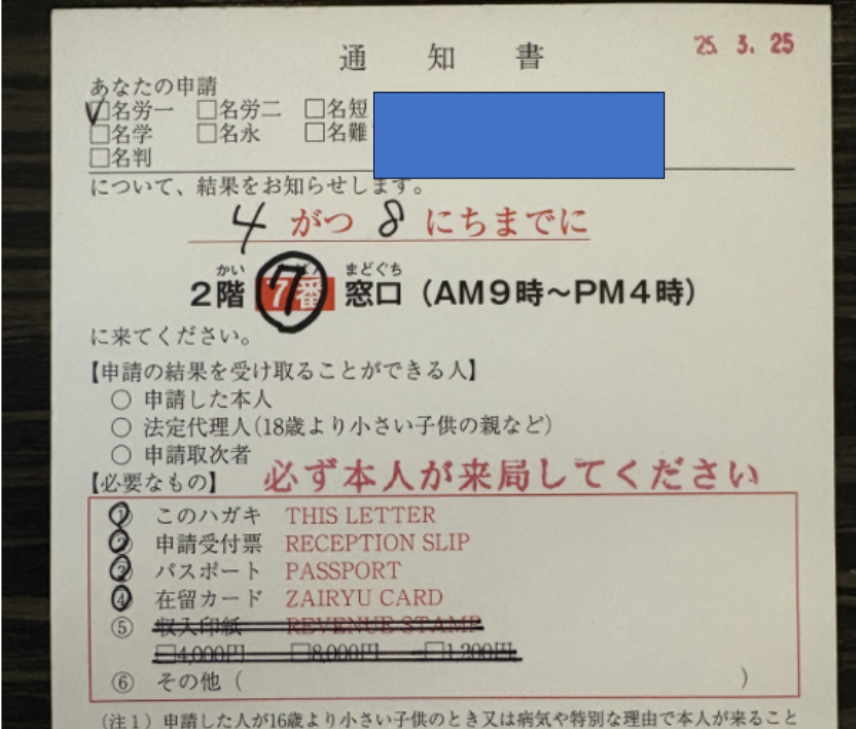 25. 3. 25
通知書
あなたの申請
☑名労一 □名労二 □名短
□名学 □名永 □名難
□名判
について、結果をお知らせします。
4 がつ 8 にちまでに
かい ばん まどぐち
2階 7番 窓口（AM9時～PM4時）
に来てください。
【申請の結果を受け取ることができる人】
○ 申請した本人
○ 法定代理人(18歳より小さい子供の親など)
○ 申請取次者
必ず本人が来局してください
【必要なもの】
① このハガキ THIS LETTER
② 申請受付票 RECEPTION SLIP
③ パスポート PASSPORT
④ 在留カード ZAIRYU CARD
⑤ 収入印紙 REVENUE STAMP
□4,000円 □8,000円 □1,200円
⑥ その他（ ）
（注１）申請した人が16歳より小さい子供のとき又は病気や特別な理由で本人が来ること